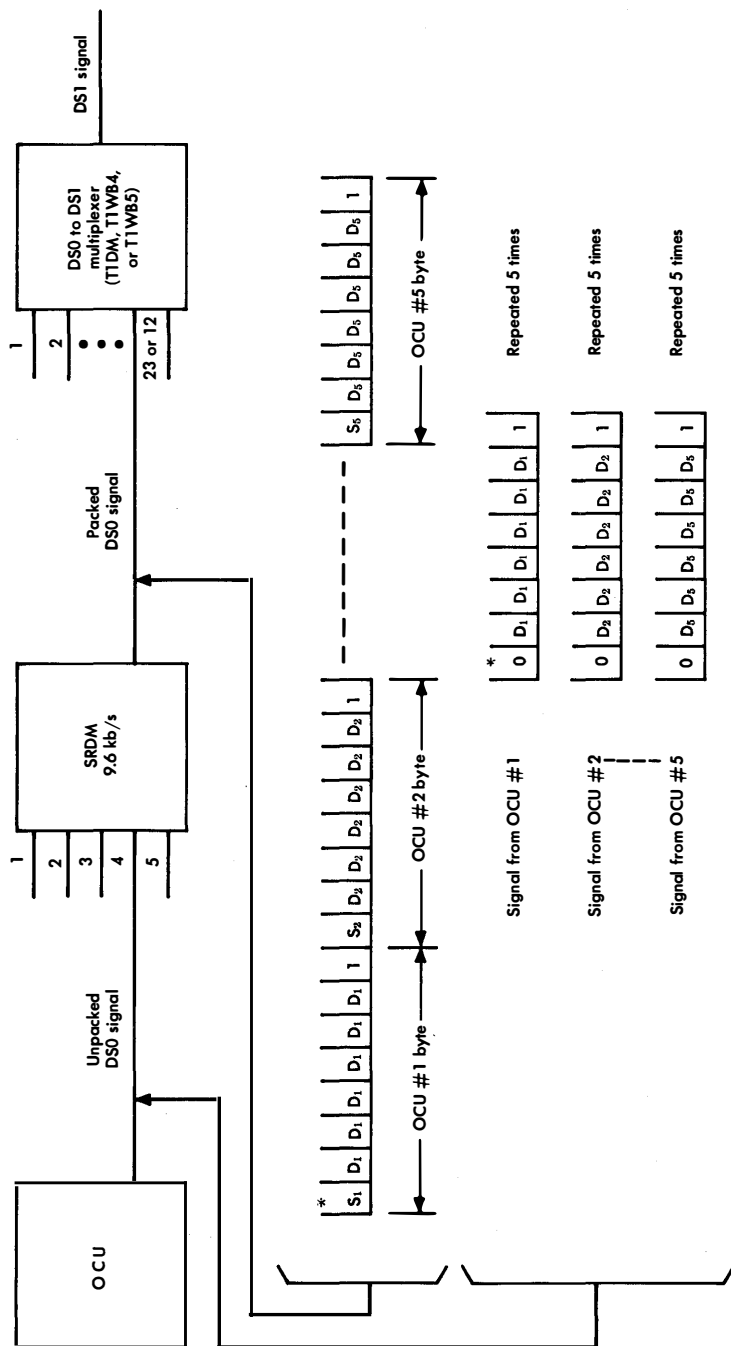 OCU
Unpacked
DS0 signal
1
2
3
4
5
SRDM
9.6 kb/s
Packed
DS0 signal
1
2
23 or 12
DS0 to DS1
multiplexer
(T1DM, T1WB4,
or T1WB5)
DS1 signal
*
S₁ D₁ D₁ D₁ D₁ D₁ D₁ 1 S₂ D₂ D₂ D₂ D₂ D₂ D₂ 1 S₅ D₅ D₅ D₅ D₅ D₅ D₅ 1
OCU #1 byte
OCU #2 byte
OCU #5 byte
*
Signal from OCU #1 0 D₁ D₁ D₁ D₁ D₁ D₁ 1 Repeated 5 times
Signal from OCU #2 0 D₂ D₂ D₂ D₂ D₂ D₂ 1 Repeated 5 times
Signal from OCU #5 0 D₅ D₅ D₅ D₅ D₅ D₅ 1 Repeated 5 times